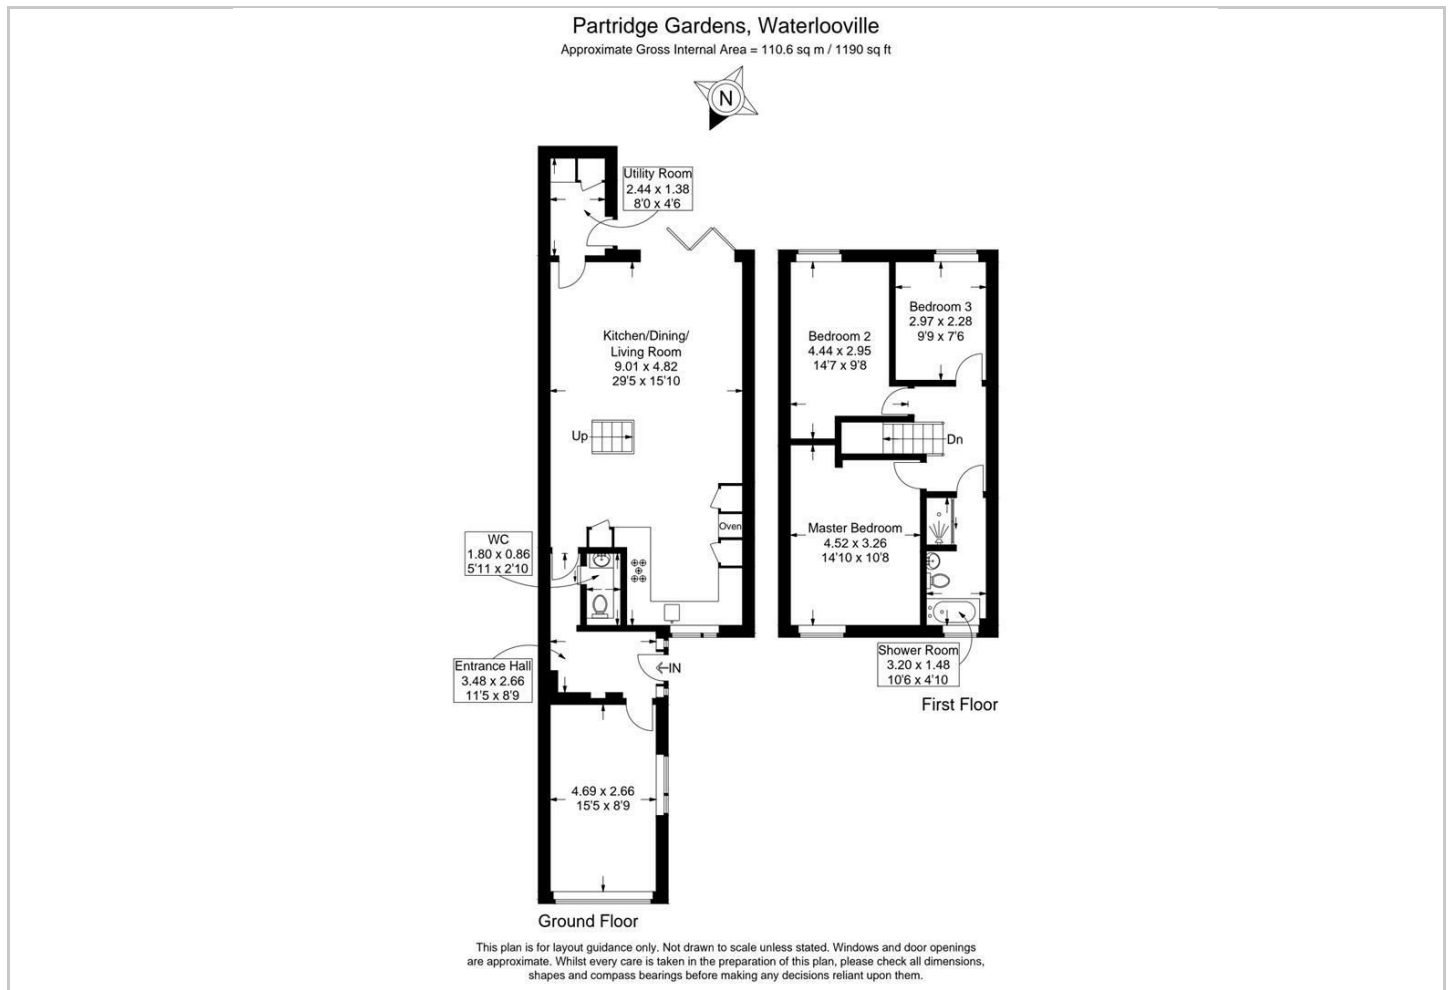 Partridge Gardens, Waterlooville
Approximate Gross Internal Area = 110.6 sq m / 1190 sq ft
N
Utility Room
2.44 x 1.38
8'0 x 4'6
Kitchen/Dining/
Living Room
9.01 x 4.82
29'5 x 15'10
Up
Oven
WC
1.80 x 0.86
5'11 x 2'10
Entrance Hall
3.48 x 2.66
11'5 x 8'9
IN
4.69 x 2.66
15'5 x 8'9
Ground Floor
Bedroom 2
4.44 x 2.95
14'7 x 9'8
Bedroom 3
2.97 x 2.28
9'9 x 7'6
Dn
Master Bedroom
4.52 x 3.26
14'10 x 10'8
Shower Room
3.20 x 1.48
10'6 x 4'10
First Floor
This plan is for layout guidance only. Not drawn to scale unless stated. Windows and door openings
are approximate. Whilst every care is taken in the preparation of this plan, please check all dimensions,
shapes and compass bearings before making any decisions reliant upon them.